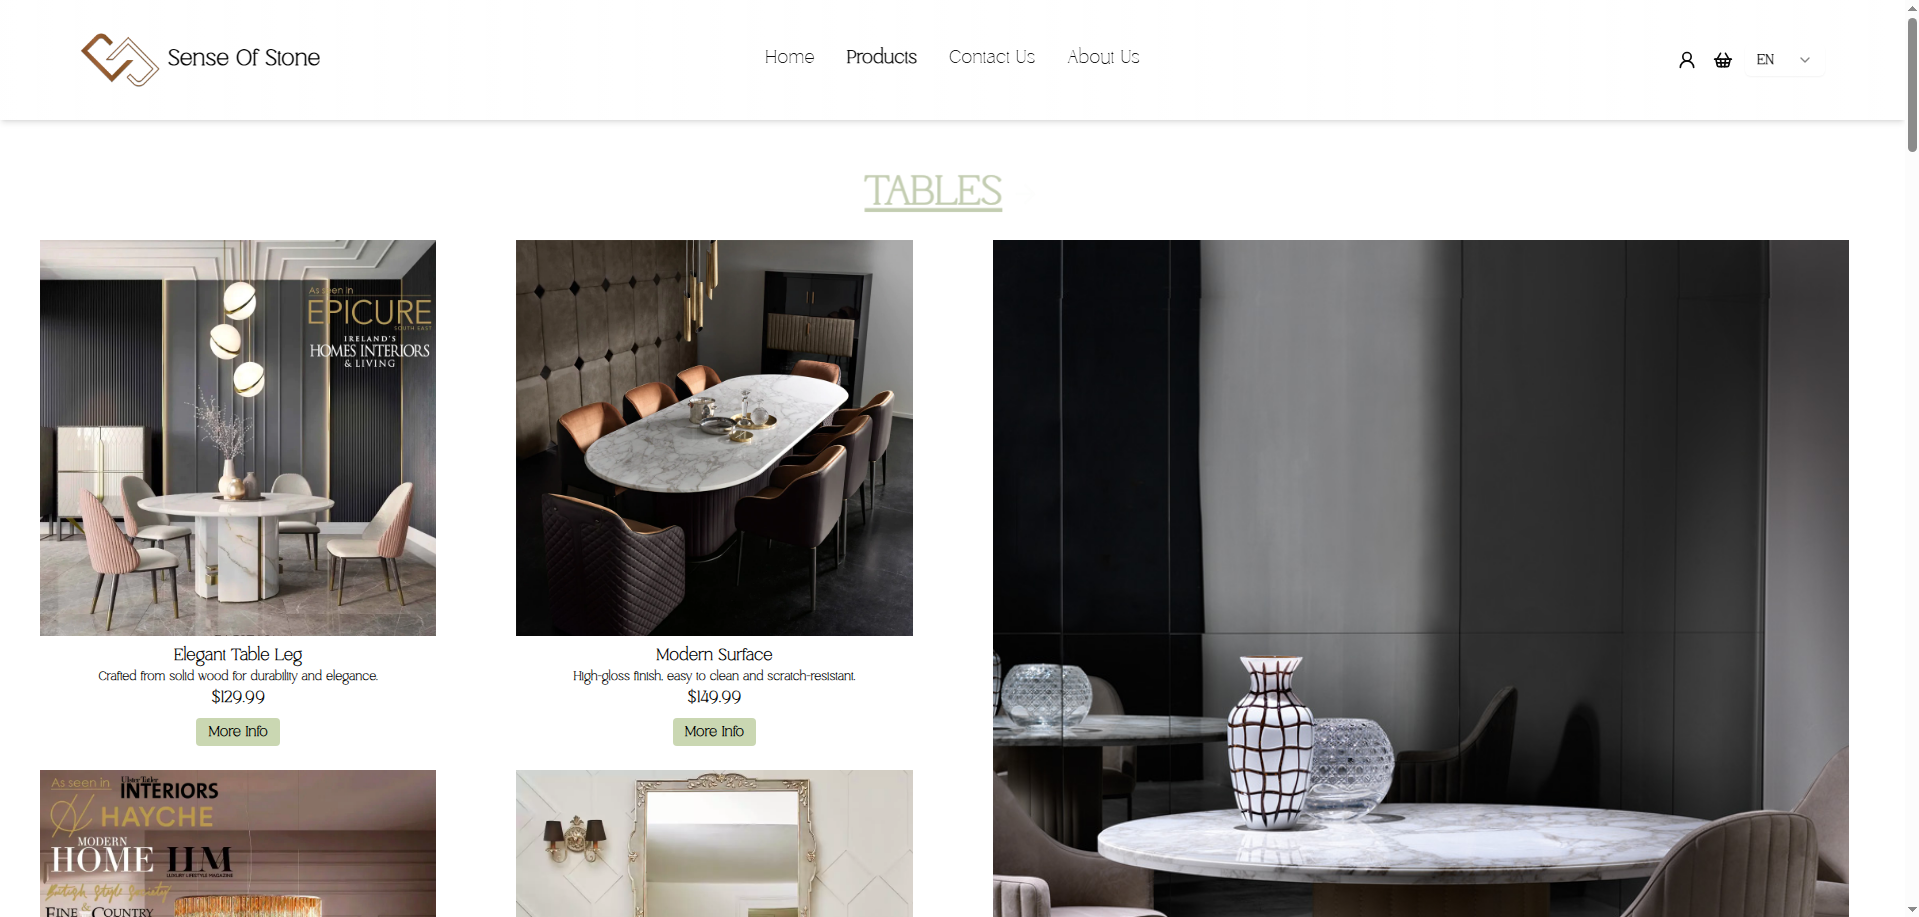 Sense Of Stone
Home
Products
Contact Us
About Us
EN
TABLES
As seen in
EPICURE
SOUTH EAST
IRELAND'S
HOMES INTERIORS
& LIVING
Elegant Table Leg
Crafted from solid wood for durability and elegance.
$129.99
More Info
Modern Surface
High-gloss finish, easy to clean and scratch-resistant.
$149.99
More Info
As seen in
Ulster Tatler
INTERIORS
H HAYCHE
MODERN
HOME
HM
LUXURY LIFESTYLE MAGAZINE
British Style Society
FINE & COUNTRY